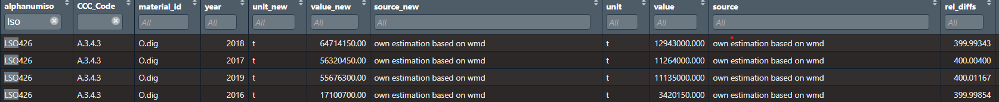 alphanumiso CCC_Code material_id year unit_new value_new source_new unit value source rel_diffs
lso All All All All All All All All All
LSO426 A.3.4.3 O.dig 2018 t 64714150.00 own estimation based on wmd t 12943000.000 own estimation based on wmd 399.99343
LSO426 A.3.4.3 O.dig 2017 t 56320450.00 own estimation based on wmd t 11264000.000 own estimation based on wmd 400.00400
LSO426 A.3.4.3 O.dig 2019 t 55676300.00 own estimation based on wmd t 11135000.000 own estimation based on wmd 400.01167
LSO426 A.3.4.3 O.dig 2016 t 17100700.00 own estimation based on wmd t 3420150.000 own estimation based on wmd 399.99854